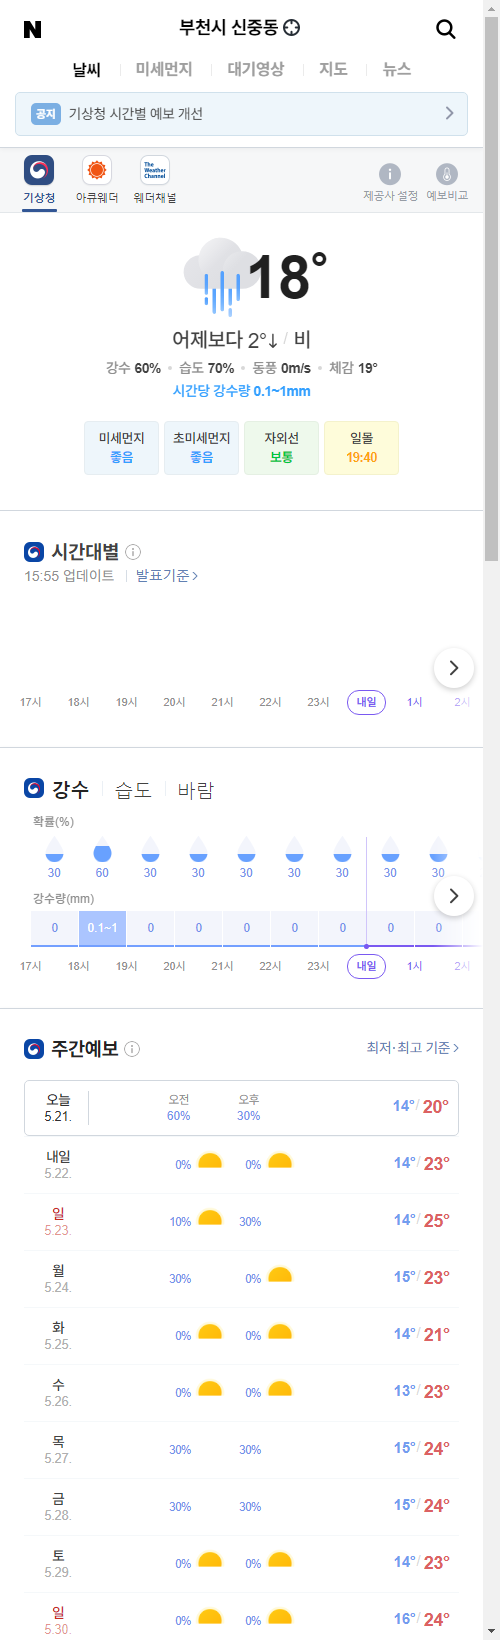 N 부천시 신중동
날씨 미세먼지 대기영상 지도 뉴스
공지 기상청 시간별 예보 개선
The Weather Channel
기상청 아큐웨더 웨더채널 제공사 설정 예보비교
18°
어제보다 2°↓ / 비
강수 60% 습도 70% 동풍 0m/s 체감 19°
시간당 강수량 0.1~1mm
미세먼지 초미세먼지 자외선 일몰
좋음 좋음 보통 19:40
시간대별
15:55 업데이트 발표기준 >
17시 18시 19시 20시 21시 22시 23시 내일 1시 2시
강수 습도 바람
확률(%)
30 60 30 30 30 30 30 30 30
강수량(mm)
0 0.1~1 0 0 0 0 0 0 0
17시 18시 19시 20시 21시 22시 23시 내일 1시 2시
주간예보 최저·최고 기준 >
오늘 5.21. 오전 60% 오후 30% 14°/20°
내일 5.22. 0% 0% 14°/23°
일 5.23. 10% 30% 14°/25°
월 5.24. 30% 0% 15°/23°
화 5.25. 0% 0% 14°/21°
수 5.26. 0% 0% 13°/23°
목 5.27. 30% 30% 15°/24°
금 5.28. 30% 30% 15°/24°
토 5.29. 0% 0% 14°/23°
일 5.30. 0% 0% 16°/24°